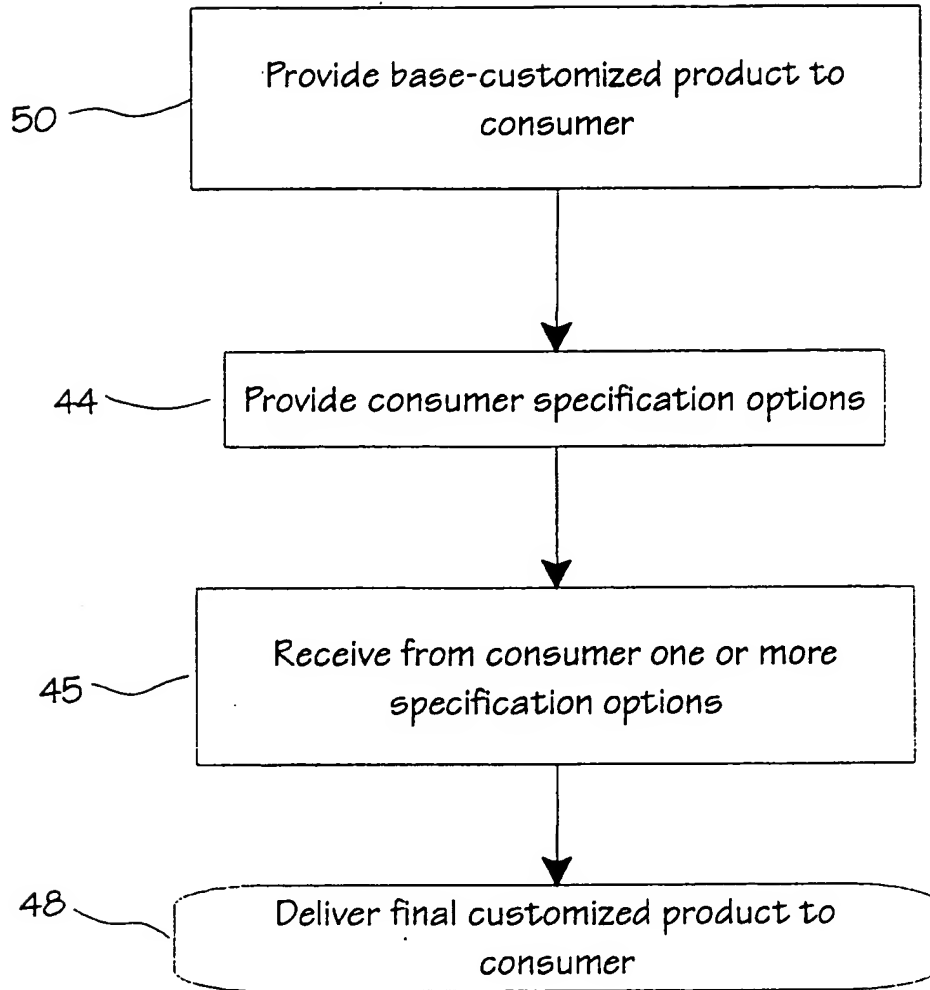 50
Provide base-customized product to
consumer
44
Provide consumer specification options
45
Receive from consumer one or more
specification options
48
Deliver final customized product to
consumer